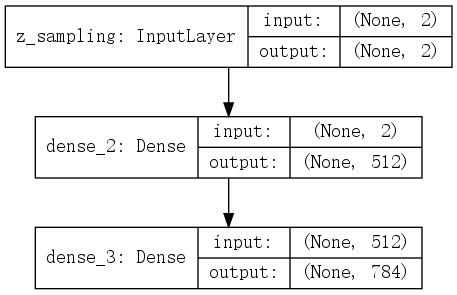 z_sampling: InputLayer
input: (None, 2)
output: (None, 2)
dense_2: Dense
input: (None, 2)
output: (None, 512)
dense_3: Dense
input: (None, 512)
output: (None, 784)